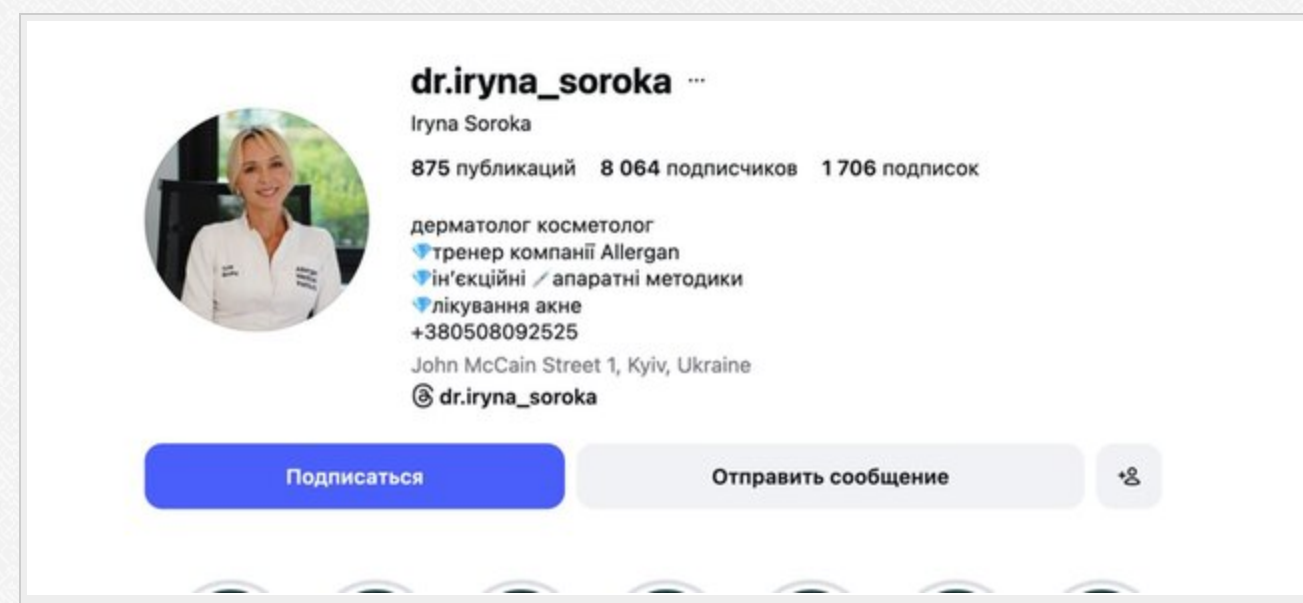 dr.iryna_soroka ...
Iryna Soroka
875 публикаций 8 064 подписчиков 1 706 подписок
дерматолог косметолог
💎тренер компанії Allergan
💎ін’єкційні 💉апаратні методики
💎лікування акне
+380508092525
John McCain Street 1, Kyiv, Ukraine
dr.iryna_soroka
Подписаться
Отправить сообщение